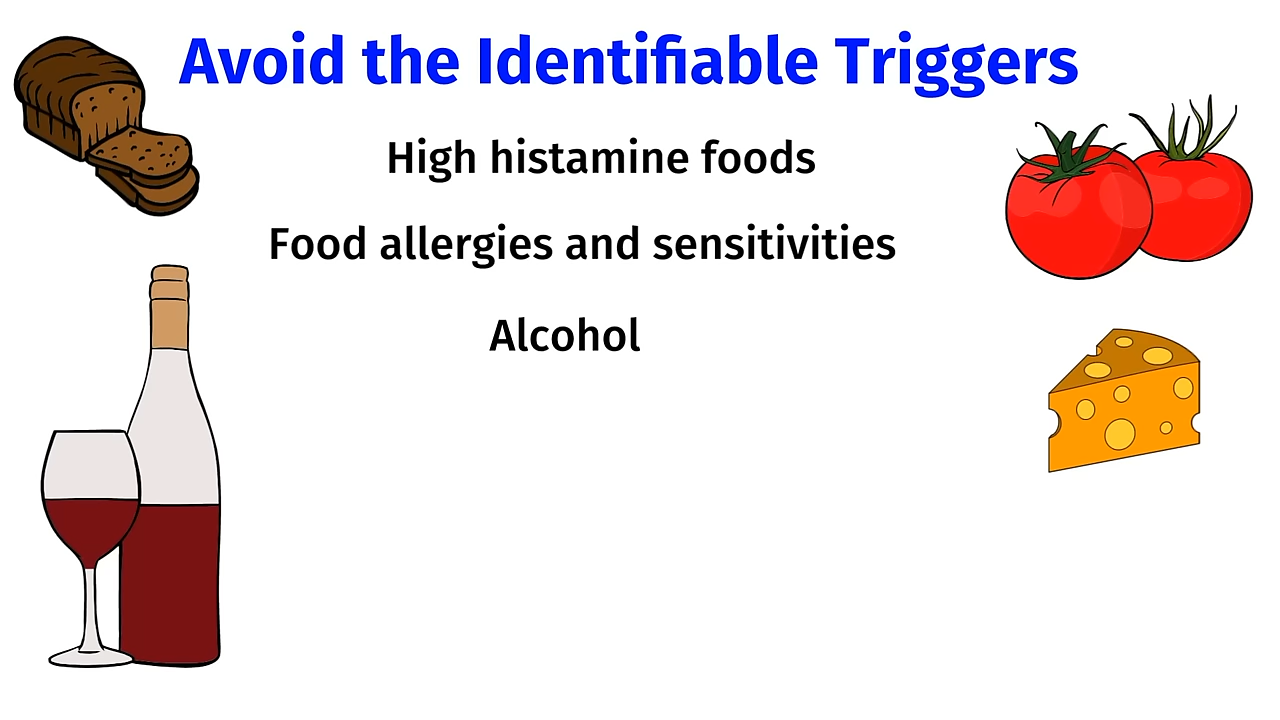 Avoid the Identifiable Triggers
High histamine foods
Food allergies and sensitivities
Alcohol